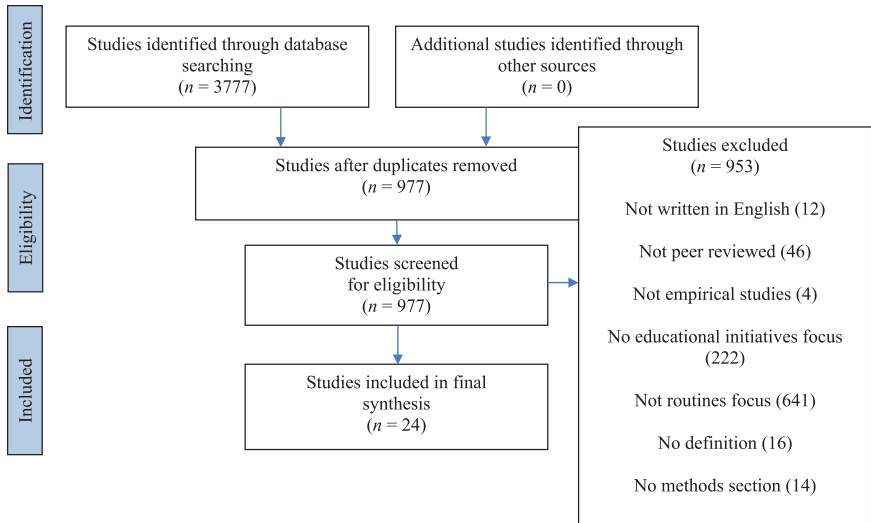 Identification
Studies identified through database
searching
(n = 3777)
Additional studies identified through
other sources
(n = 0)
Eligibility
Studies after duplicates removed
(n = 977)
Studies screened
for eligibility
(n = 977)
Studies excluded
(n = 953)
Not written in English (12)
Not peer reviewed (46)
Not empirical studies (4)
No educational initiatives focus
(222)
Not routines focus (641)
No definition (16)
No methods section (14)
Included
Studies included in final
synthesis
(n = 24)